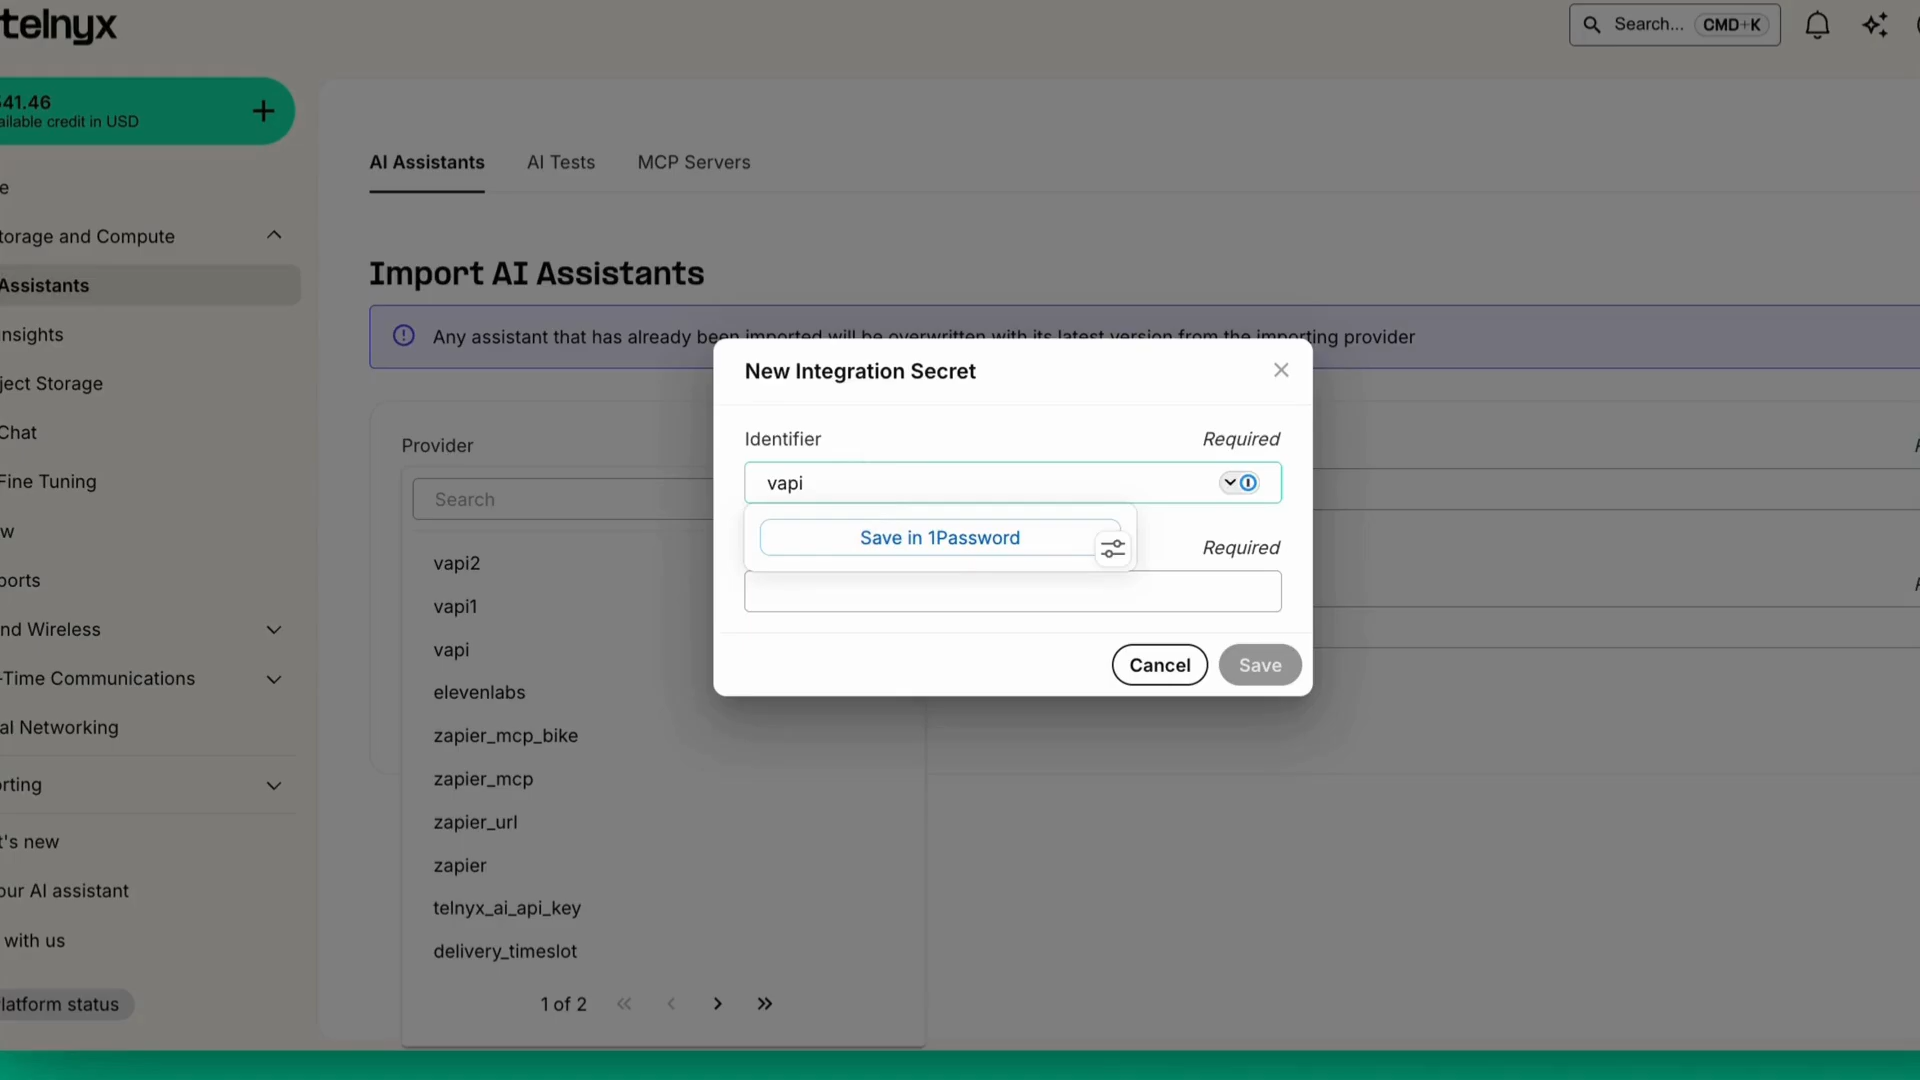 telnyx
Search... CMD+K
41.46
ailable credit in USD
AI Assistants
AI Tests
MCP Servers
e
torage and Compute
Assistants
nsights
ject Storage
Chat
Fine Tuning
w
ports
nd Wireless
-Time Communications
al Networking
rting
t's new
our AI assistant
with us
latform status
Import AI Assistants
Any assistant that has already been imported will be overwritten with its latest version from the importing provider
Provider
Search
vapi2
vapi1
vapi
elevenlabs
zapier_mcp_bike
zapier_mcp
zapier_url
zapier
telnyx_ai_api_key
delivery_timeslot
1 of 2
New Integration Secret
Identifier
Required
vapi
Save in 1Password
Required
Cancel
Save